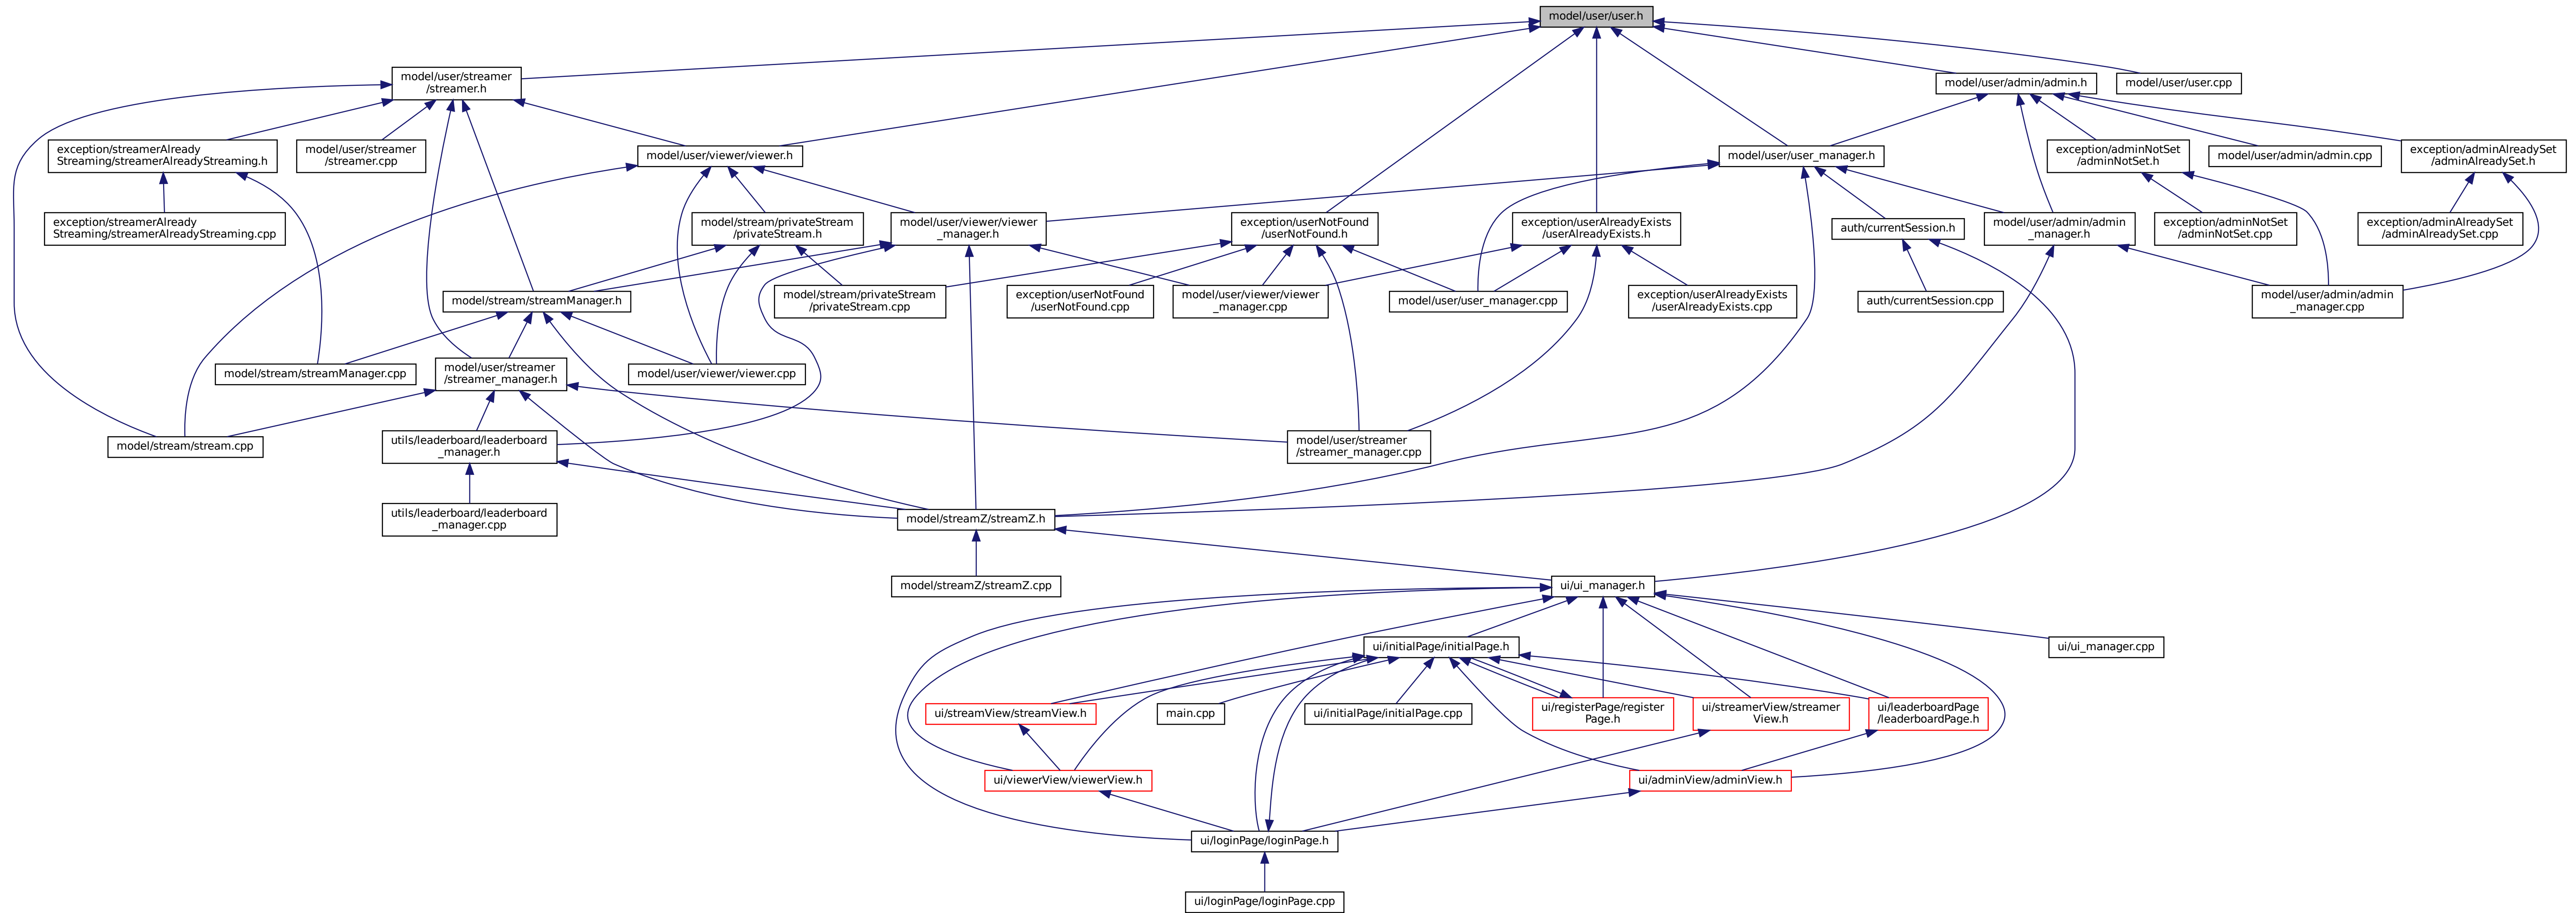 model/user/user.h
model/user/streamer
/streamer.h
model/user/admin/admin.h
model/user/user.cpp
exception/streamerAlready
Streaming/streamerAlreadyStreaming.h
model/user/streamer
/streamer.cpp
model/user/viewer/viewer.h
model/user/user_manager.h
exception/adminNotSet
/adminNotSet.h
model/user/admin/admin.cpp
exception/adminAlreadySet
/adminAlreadySet.h
exception/streamerAlready
Streaming/streamerAlreadyStreaming.cpp
model/stream/privateStream
/privateStream.h
model/user/viewer/viewer
_manager.h
exception/userNotFound
/userNotFound.h
exception/userAlreadyExists
/userAlreadyExists.h
auth/currentSession.h
model/user/admin/admin
_manager.h
exception/adminNotSet
/adminNotSet.cpp
exception/adminAlreadySet
/adminAlreadySet.cpp
model/stream/streamManager.h
model/stream/privateStream
/privateStream.cpp
exception/userNotFound
/userNotFound.cpp
model/user/viewer/viewer
_manager.cpp
model/user/user_manager.cpp
exception/userAlreadyExists
/userAlreadyExists.cpp
auth/currentSession.cpp
model/user/admin/admin
_manager.cpp
model/stream/streamManager.cpp
model/user/streamer
/streamer_manager.h
model/user/viewer/viewer.cpp
model/stream/stream.cpp
utils/leaderboard/leaderboard
_manager.h
model/user/streamer
/streamer_manager.cpp
utils/leaderboard/leaderboard
_manager.cpp
model/streamZ/streamZ.h
model/streamZ/streamZ.cpp
ui/ui_manager.h
ui/initialPage/initialPage.h
ui/ui_manager.cpp
ui/streamView/streamView.h
main.cpp
ui/initialPage/initialPage.cpp
ui/registerPage/register
Page.h
ui/streamerView/streamer
View.h
ui/leaderboardPage
/leaderboardPage.h
ui/viewerView/viewerView.h
ui/adminView/adminView.h
ui/loginPage/loginPage.h
ui/loginPage/loginPage.cpp